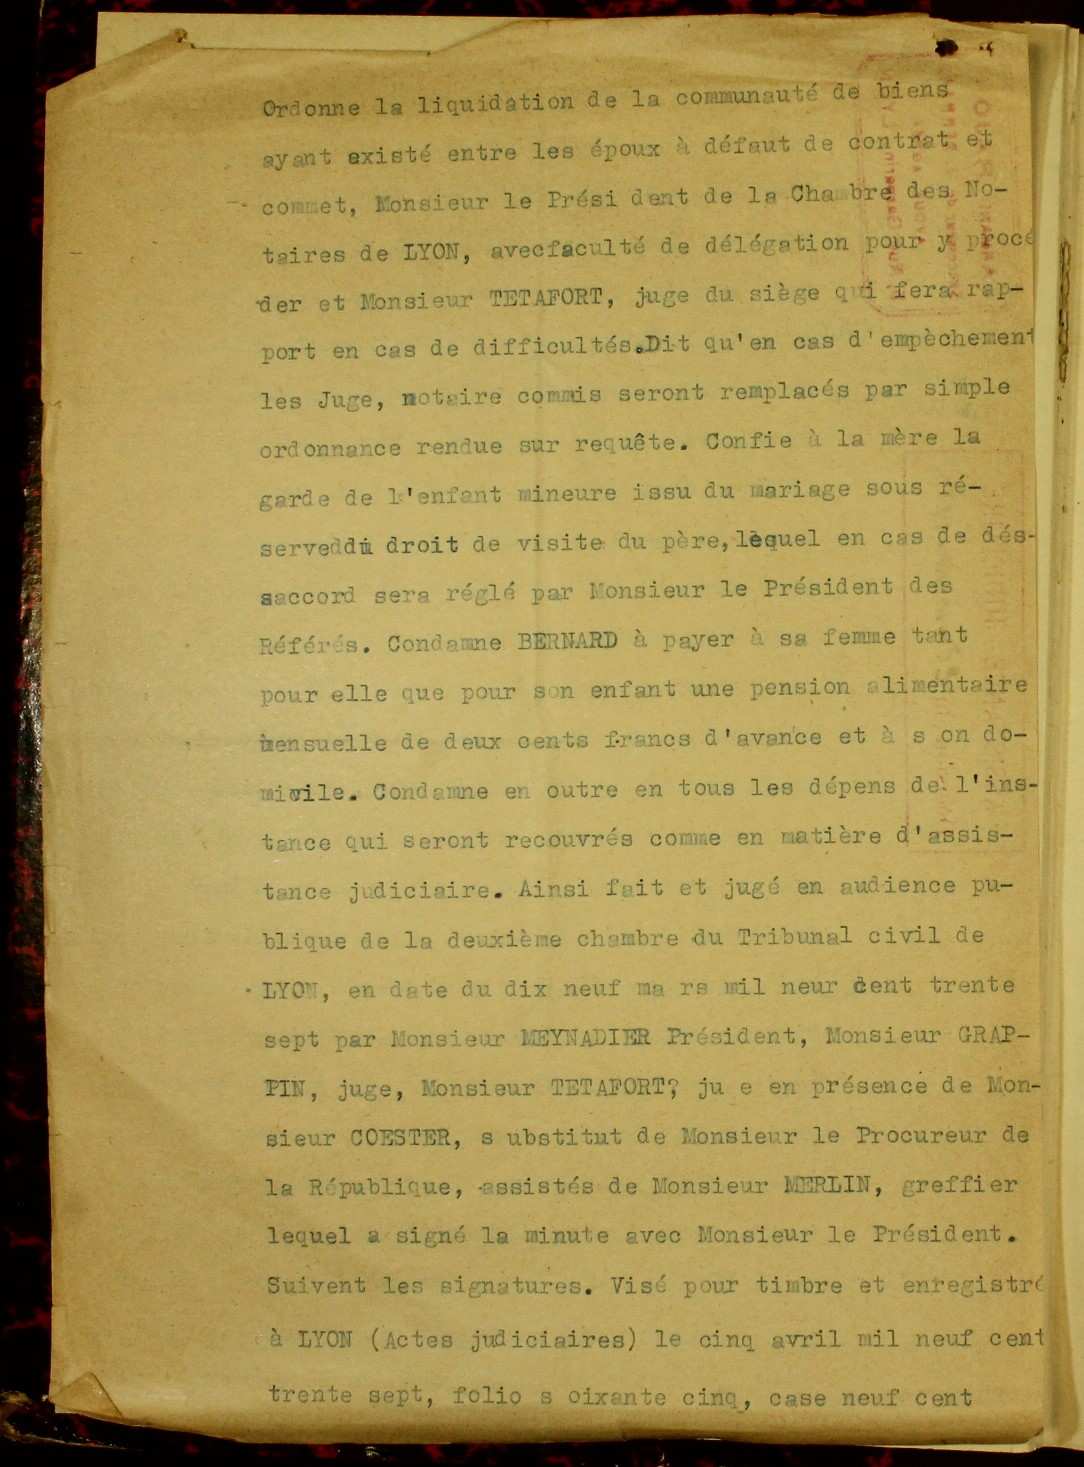 Ordonne la liquidation de la communauté de biens
ayant existé entre les époux à défaut de contrat et
commet, Monsieur le Prési dent de la Chambre des No-
taires de LYON, avecfaculté de délégation pour y procé
der et Monsieur TETAFORT, juge du siège qui fera rap-
port en cas de difficultés.Dit qu'en cas d'empèchement
les Juge, notaire commis seront remplacés par simple
ordonnance rendue sur requête. Confie à la mère la
garde de l'enfant mineure issu du mariage sous ré-
serveddu droit de visite du père, lequel en cas de dés-
saccord sera réglé par Monsieur le Président des
Référés. Condamne BERNARD à payer à sa femme tant
pour elle que pour son enfant une pension alimentaire
mensuelle de deux cents francs d'avance et à s on do-
micile. Condamne en outre en tous les dépens de l'ins-
tance qui seront recouvrés comme en matière d'assis-
tance judiciaire. Ainsi fait et jugé en audience pu-
blique de la deuxième chambre du Tribunal civil de
LYON, en date du dix neuf ma rs mil neur cent trente
sept par Monsieur MEYNADIER Président, Monsieur GRAP-
PIN, juge, Monsieur TETAFORT? ju e en présence de Mon-
sieur COESTER, s ubstitut de Monsieur le Procureur de
la République, assistés de Monsieur MERLIN, greffier
lequel a signé la minute avec Monsieur le Président.
Suivent les signatures. Visé pour timbre et enregistré
à LYON (Actes judiciaires) le cinq avril mil neuf cent
trente sept, folio s oixante cinq, case neuf cent